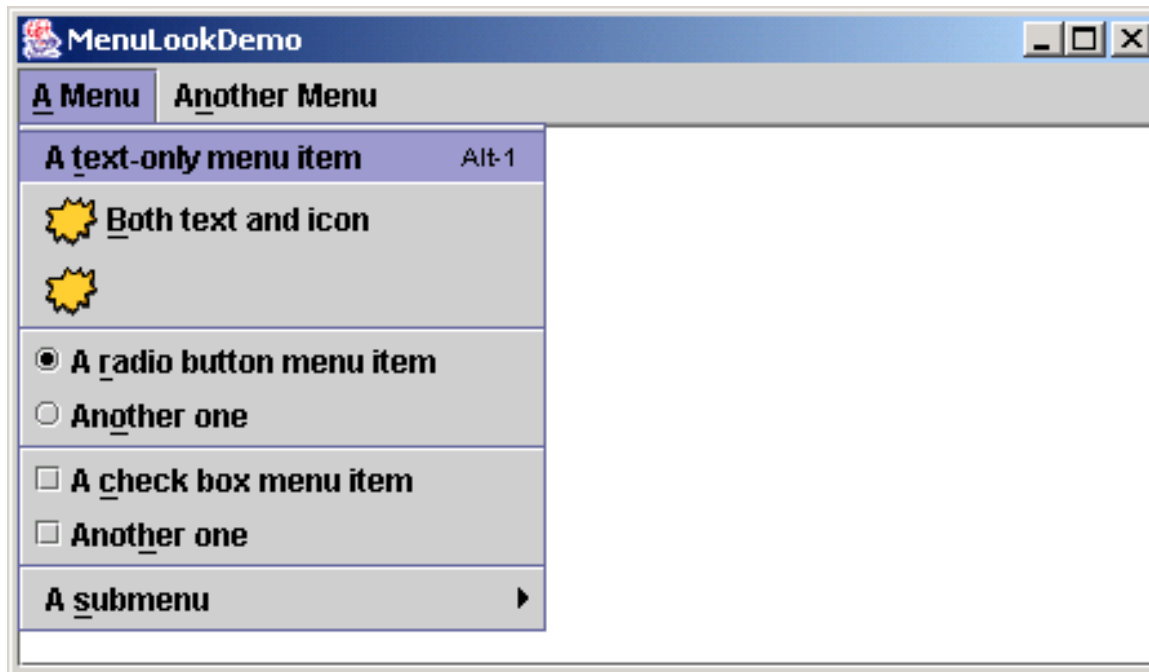 MenuLookDemo
A Menu Another Menu
A text-only menu item Alt-1
Both text and icon
A radio button menu item
Another one
A check box menu item
Another one
A submenu